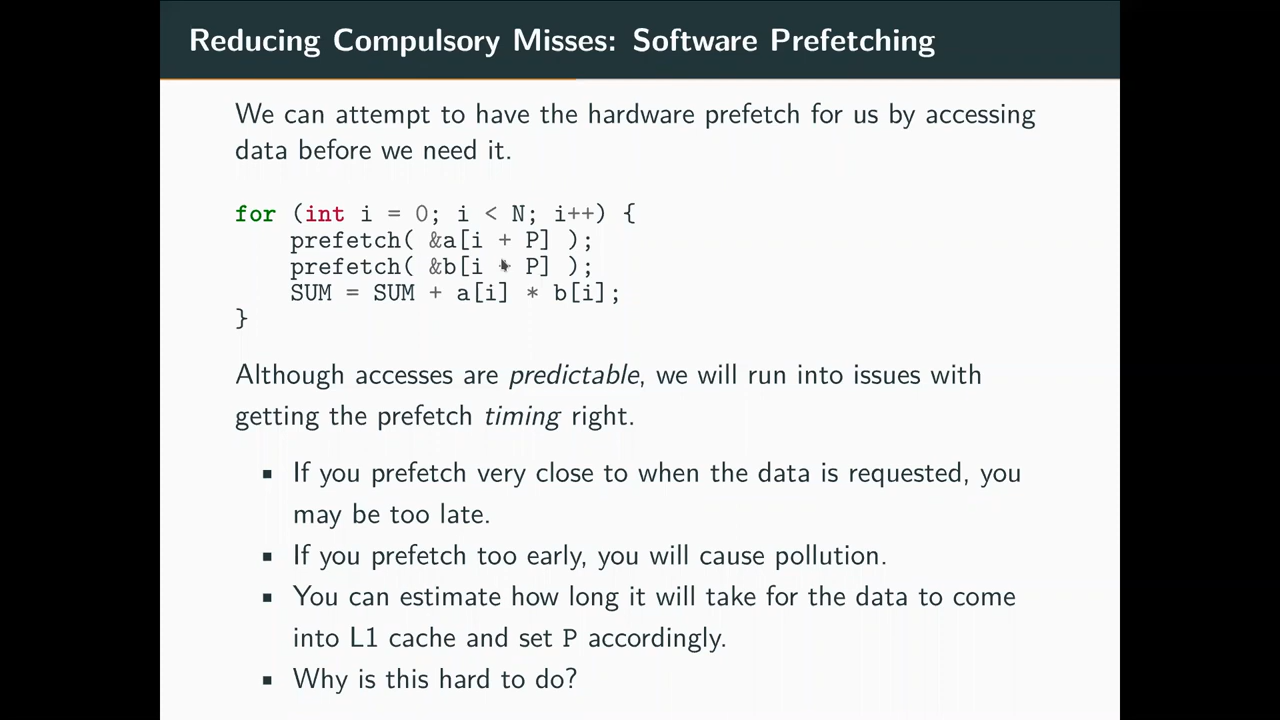 Reducing Compulsory Misses: Software Prefetching
We can attempt to have the hardware prefetch for us by accessing
data before we need it.
for (int i = 0; i < N; i++) {
    prefetch( &a[i + P] );
    prefetch( &b[i + P] );
    SUM = SUM + a[i] * b[i];
}
Although accesses are predictable, we will run into issues with
getting the prefetch timing right.
▪ If you prefetch very close to when the data is requested, you
may be too late.
▪ If you prefetch too early, you will cause pollution.
▪ You can estimate how long it will take for the data to come
into L1 cache and set P accordingly.
▪ Why is this hard to do?